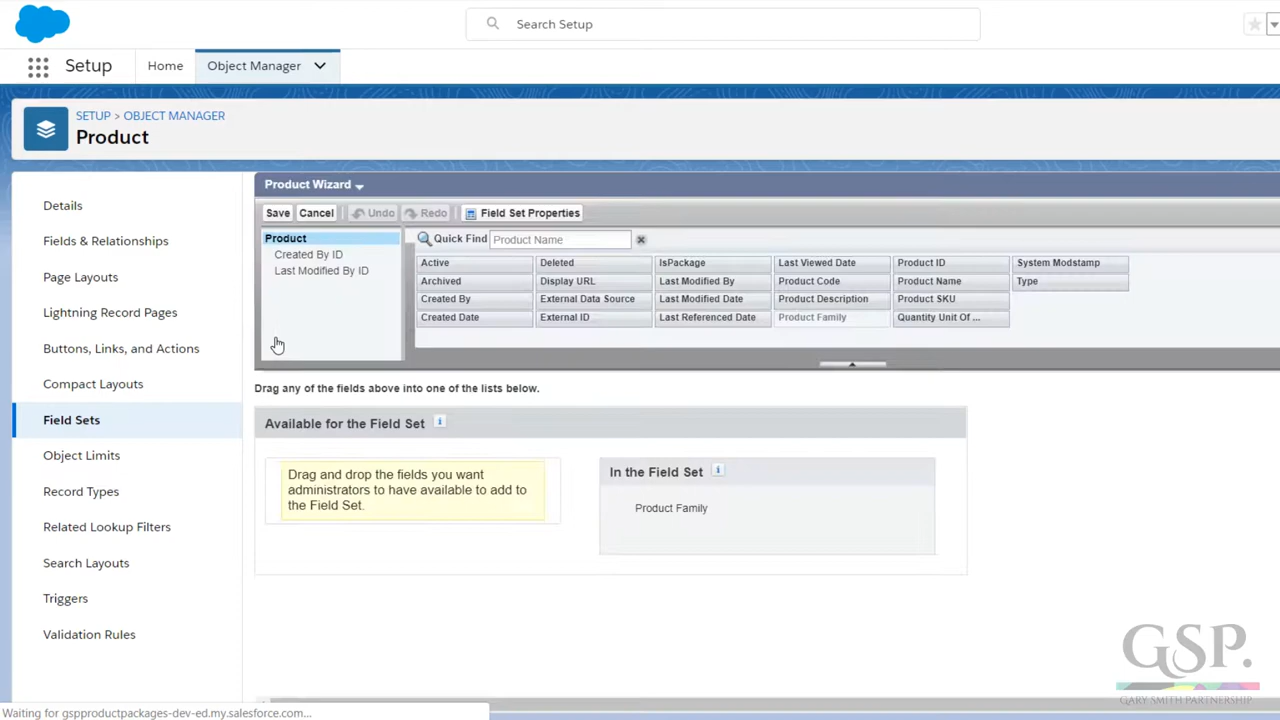 Search Setup
Setup
Home
Object Manager
SETUP > OBJECT MANAGER
Product
Details
Fields & Relationships
Page Layouts
Lightning Record Pages
Buttons, Links, and Actions
Compact Layouts
Field Sets
Object Limits
Record Types
Related Lookup Filters
Search Layouts
Triggers
Validation Rules
Product Wizard
Save Cancel Undo Redo Field Set Properties
Product
Created By ID
Last Modified By ID
Quick Find Product Name
Active Deleted IsPackage Last Viewed Date Product ID System Modstamp
Archived Display URL Last Modified By Product Code Product Name Type
Created By External Data Source Last Modified Date Product Description Product SKU
Created Date External ID Last Referenced Date Product Family Quantity Unit Of ...
Drag any of the fields above into one of the lists below.
Available for the Field Set
Drag and drop the fields you want
administrators to have available to add to
the Field Set.
In the Field Set
Product Family
GSP.
GARY SMITH PARTNERSHIP
Waiting for gspproductpackages-dev-ed.my.salesforce.com...